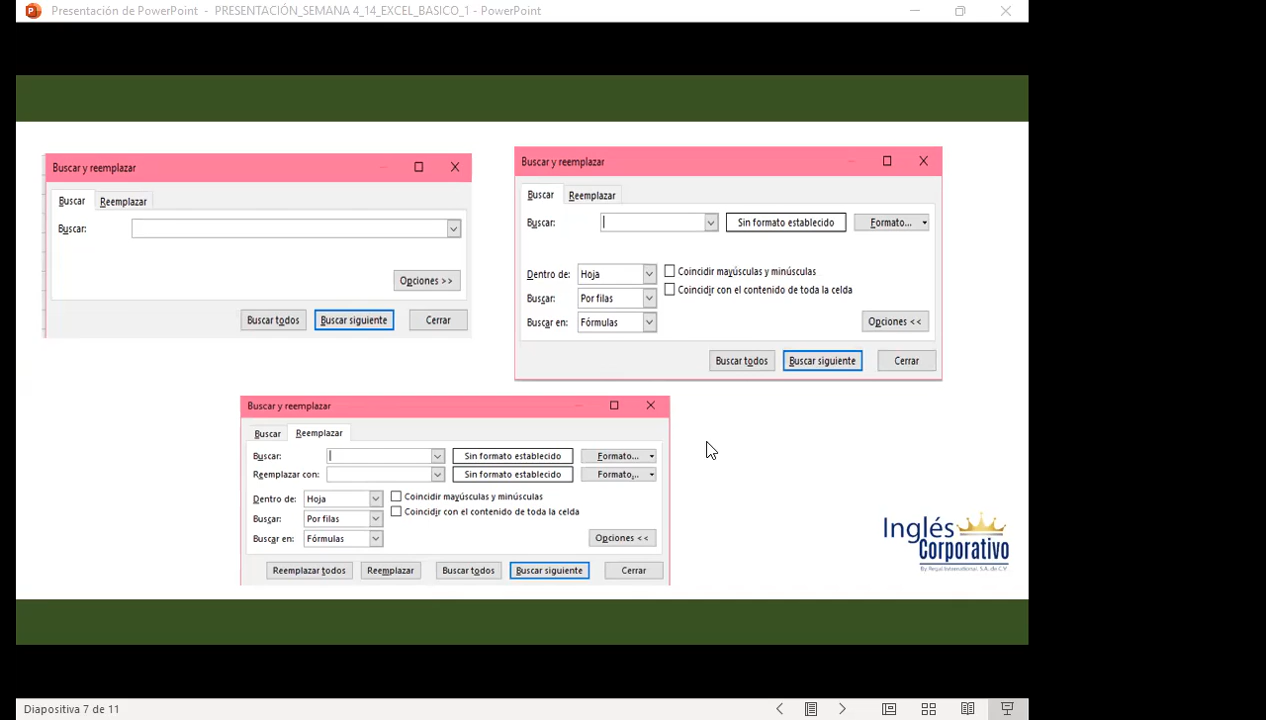 Presentación de PowerPoint - PRESENTACIÓN_SEMANA 4_14_EXCEL_BASICO_1 - PowerPoint
Buscar y reemplazar
Buscar Reemplazar
Buscar:
Opciones >>
Buscar todos Buscar siguiente Cerrar
Buscar y reemplazar
Buscar Reemplazar
Buscar: Sin formato establecido Formato...
Dentro de: Hoja Coincidir mayúsculas y minúsculas
Coincidir con el contenido de toda la celda
Buscar: Por filas
Buscar en: Fórmulas Opciones <<
Buscar todos Buscar siguiente Cerrar
Buscar y reemplazar
Buscar Reemplazar
Buscar: Sin formato establecido Formato...
Reemplazar con: Sin formato establecido Formato...
Dentro de: Hoja Coincidir mayúsculas y minúsculas
Coincidir con el contenido de toda la celda
Buscar: Por filas
Buscar en: Fórmulas Opciones <<
Reemplazar todos Reemplazar Buscar todos Buscar siguiente Cerrar
Inglés
Corporativo
By Regal International S.A. de C.V
Diapositiva 7 de 11